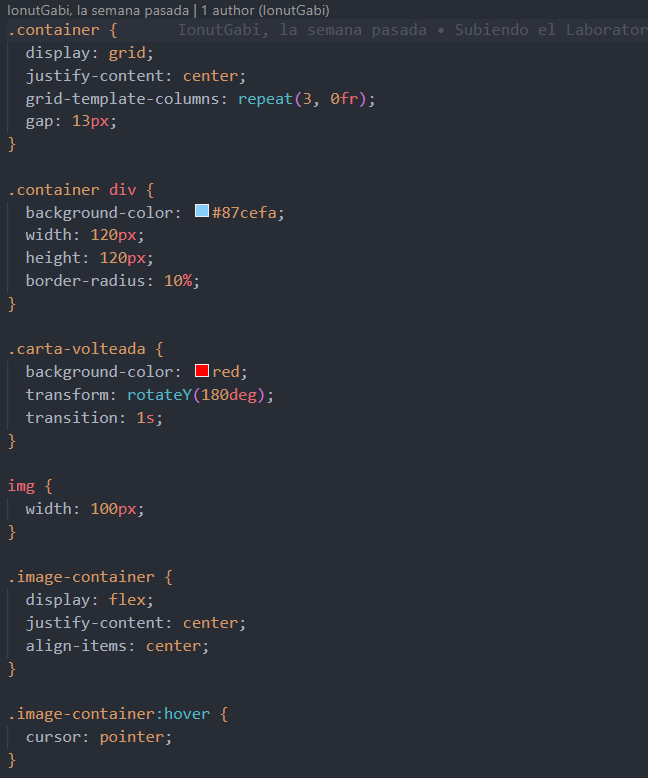 IonutGabi, la semana pasada | 1 author (IonutGabi)
.container {        IonutGabi, la semana pasada • Subiendo el Laborator
  display: grid;
  justify-content: center;
  grid-template-columns: repeat(3, 0fr);
  gap: 13px;
}

.container div {
  background-color: #87cefa;
  width: 120px;
  height: 120px;
  border-radius: 10%;
}

.carta-volteada {
  background-color: red;
  transform: rotateY(180deg);
  transition: 1s;
}

img {
  width: 100px;
}

.image-container {
  display: flex;
  justify-content: center;
  align-items: center;
}

.image-container:hover {
  cursor: pointer;
}